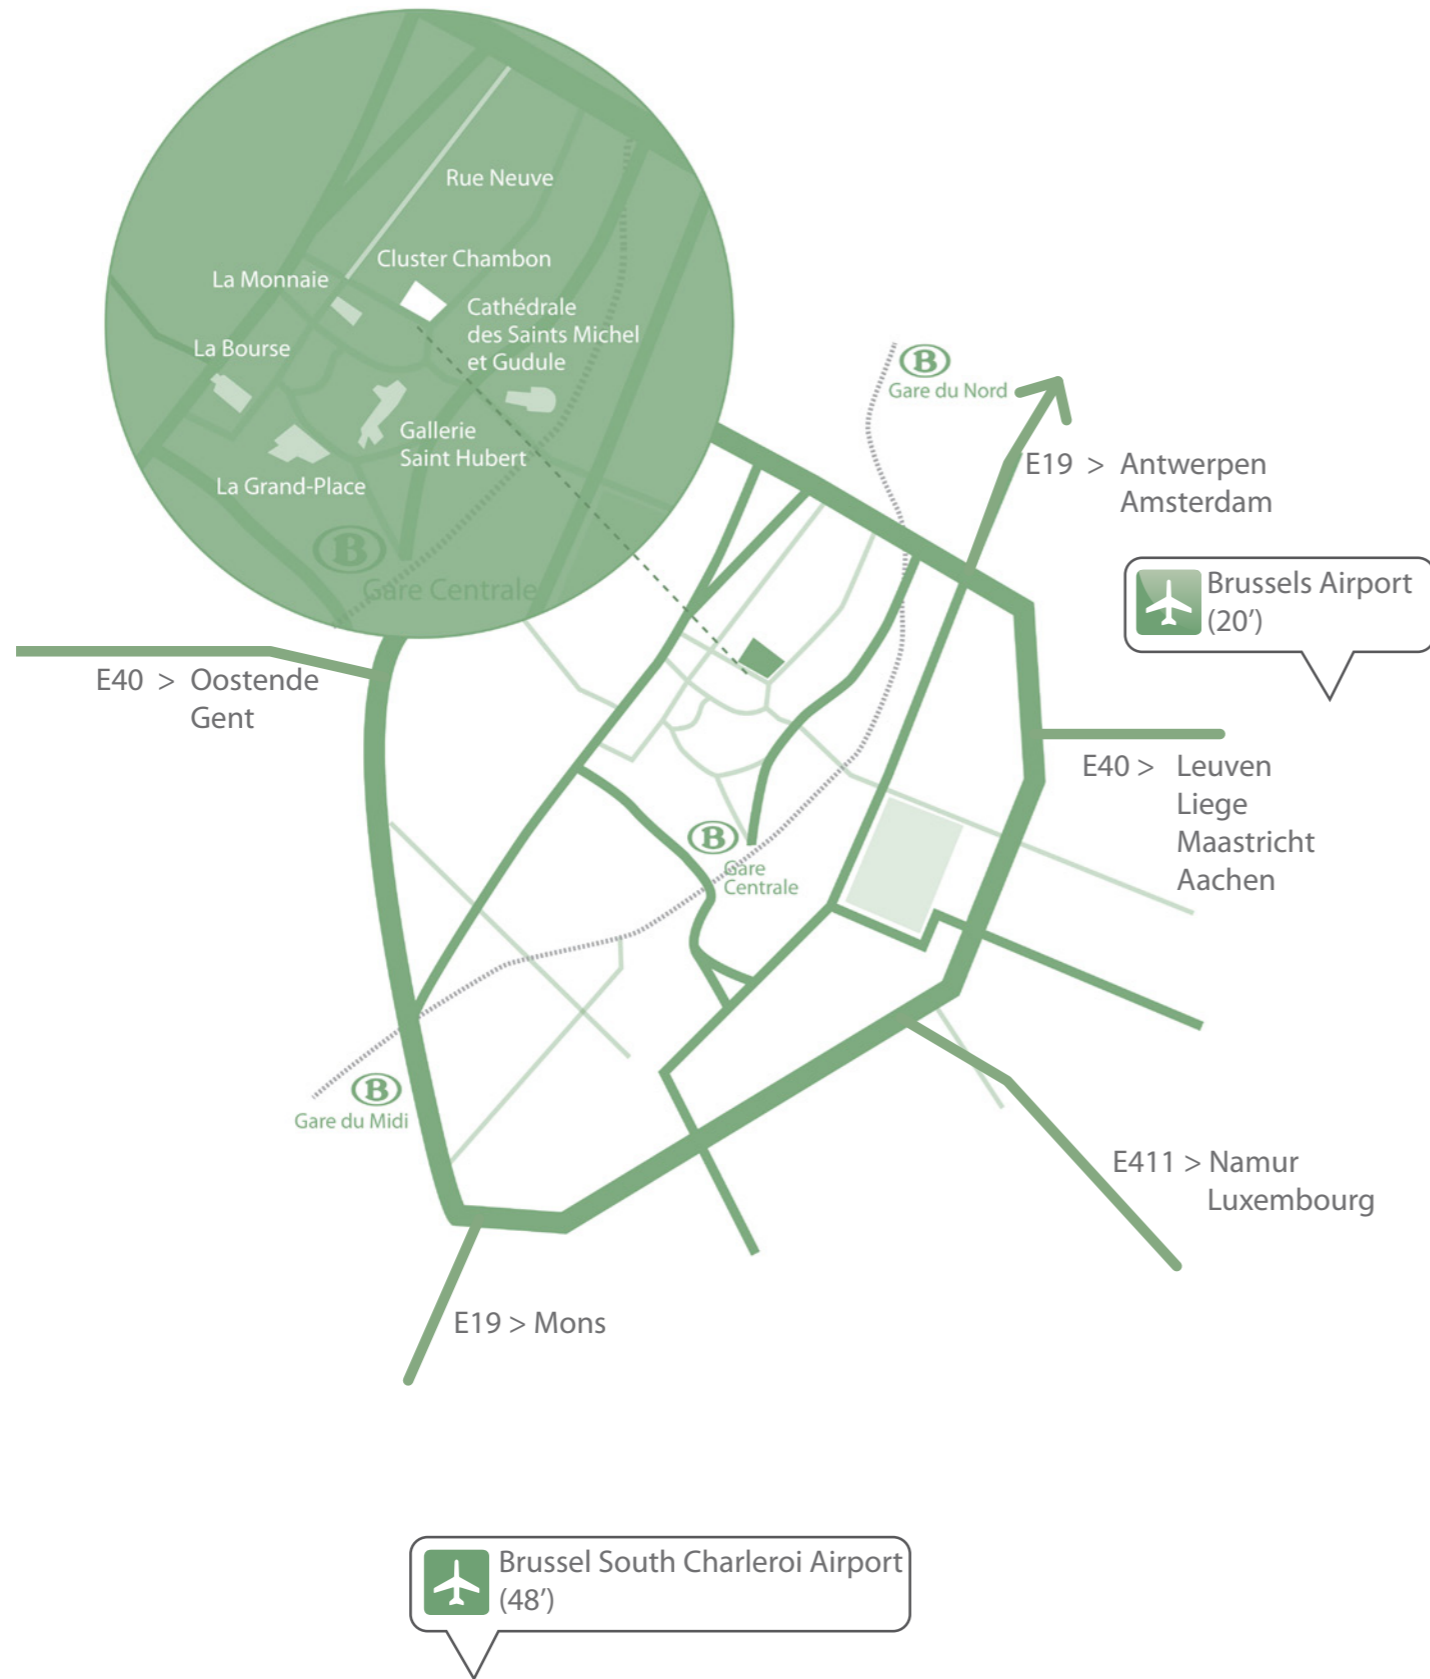 Rue Neuve
Cluster Chambon
La Monnaie
Cathédrale
des Saints Michel
et Gudule
La Bourse
Gallerie
Saint Hubert
La Grand-Place
B
Gare Centrale
B
Gare du Nord
E19 > Antwerpen
Amsterdam
Brussels Airport
(20’)
E40 > Oostende
Gent
E40 > Leuven
Liege
Maastricht
Aachen
B
Gare
Centrale
B
Gare du Midi
E411 > Namur
Luxembourg
E19 > Mons
Brussel South Charleroi Airport
(48’)